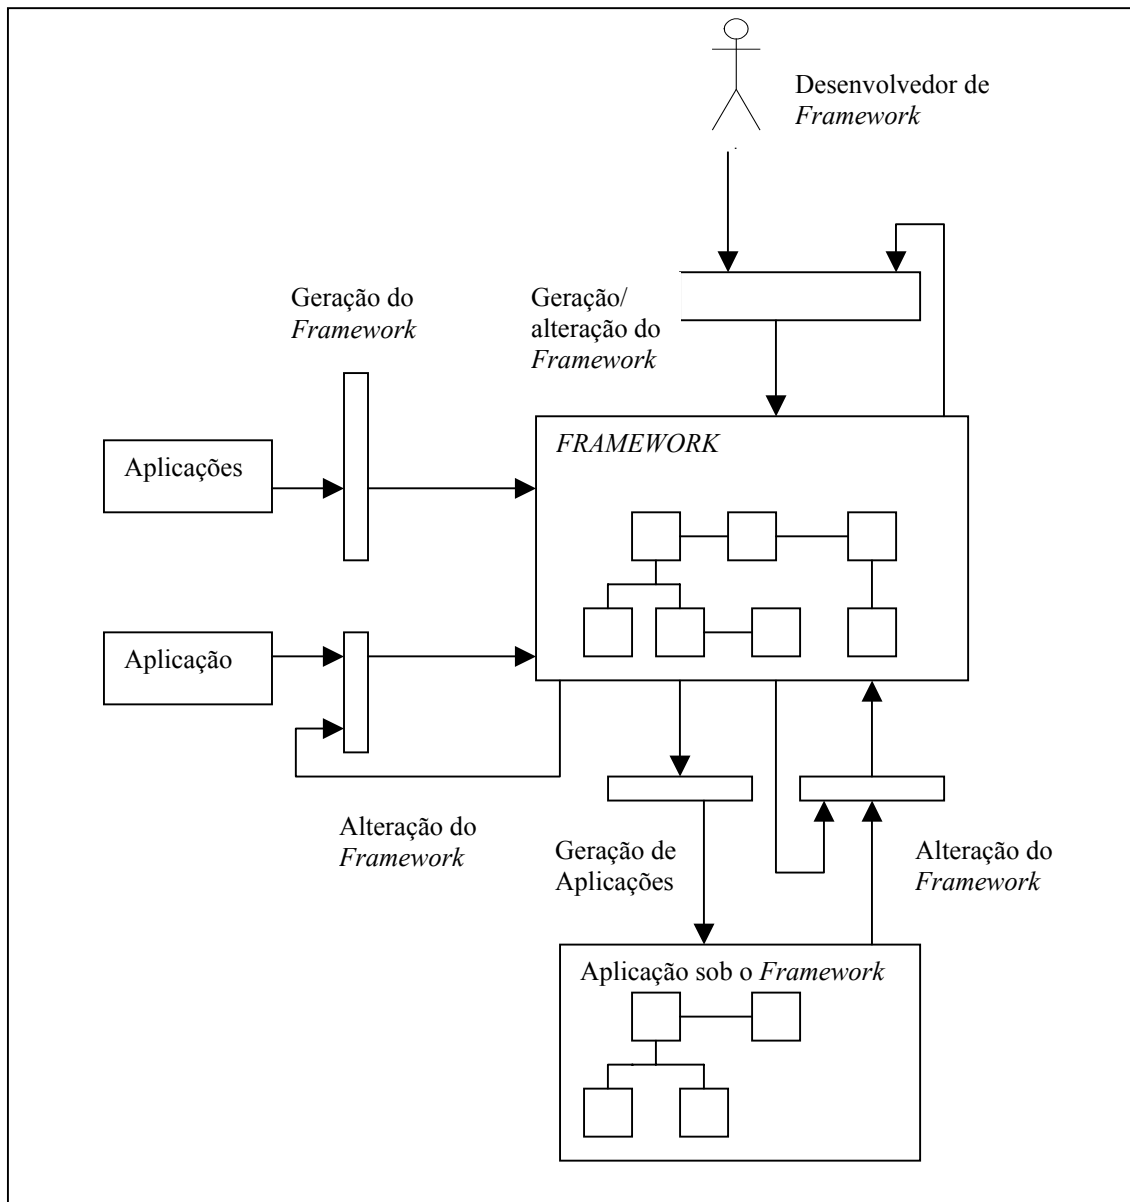 Desenvolvedor de
Framework
Geração do
Framework
Geração/
alteração do
Framework
FRAMEWORK
Aplicações
Aplicação
Alteração do
Framework
Geração de
Aplicações
Alteração do
Framework
Aplicação sob o Framework